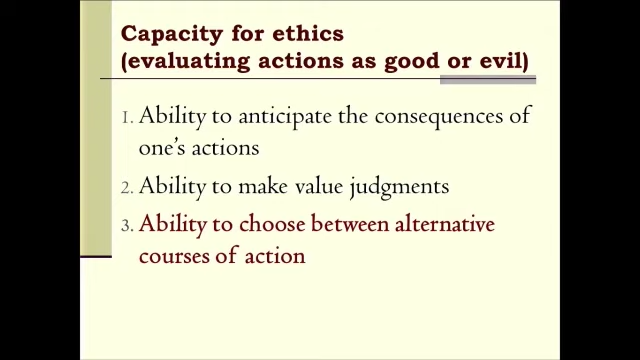 Capacity for ethics
(evaluating actions as good or evil)
1. Ability to anticipate the consequences of
one's actions
2. Ability to make value judgments
3. Ability to choose between alternative
courses of action